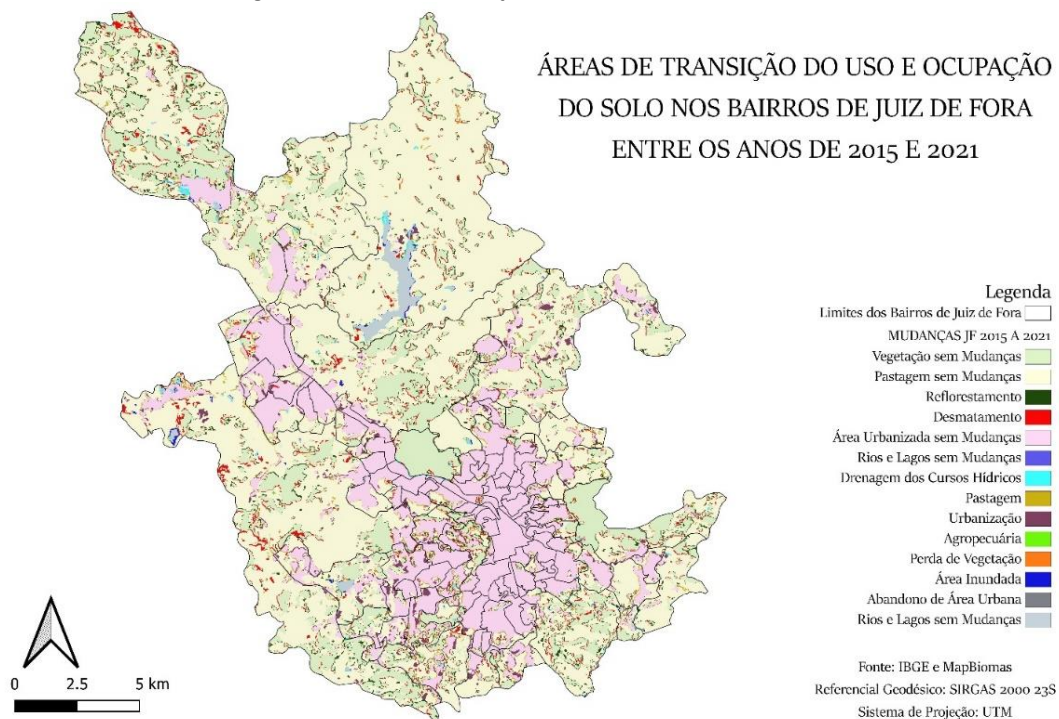 ÁREAS DE TRANSIÇÃO DO USO E OCUPAÇÃO
DO SOLO NOS BAIRROS DE JUIZ DE FORA
ENTRE OS ANOS DE 2015 E 2021
Legenda
Limites dos Bairros de Juiz de Fora
MUDANÇAS JF 2015 A 2021
Vegetação sem Mudanças
Pastagem sem Mudanças
Reflorestamento
Desmatamento
Área Urbanizada sem Mudanças
Rios e Lagos sem Mudanças
Drenagem dos Cursos Hídricos
Pastagem
Urbanização
Agropecuária
Perda de Vegetação
Área Inundada
Abandono de Área Urbana
Rios e Lagos sem Mudanças
0 2.5 5 km
Fonte: IBGE e MapBiomas
Referencial Geodésico: SIRGAS 2000 23S
Sistema de Projeção: UTM